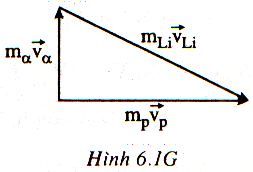 m_α v⃗_α
m_Li v⃗_Li
m_p v⃗_p
Hình 6.1G